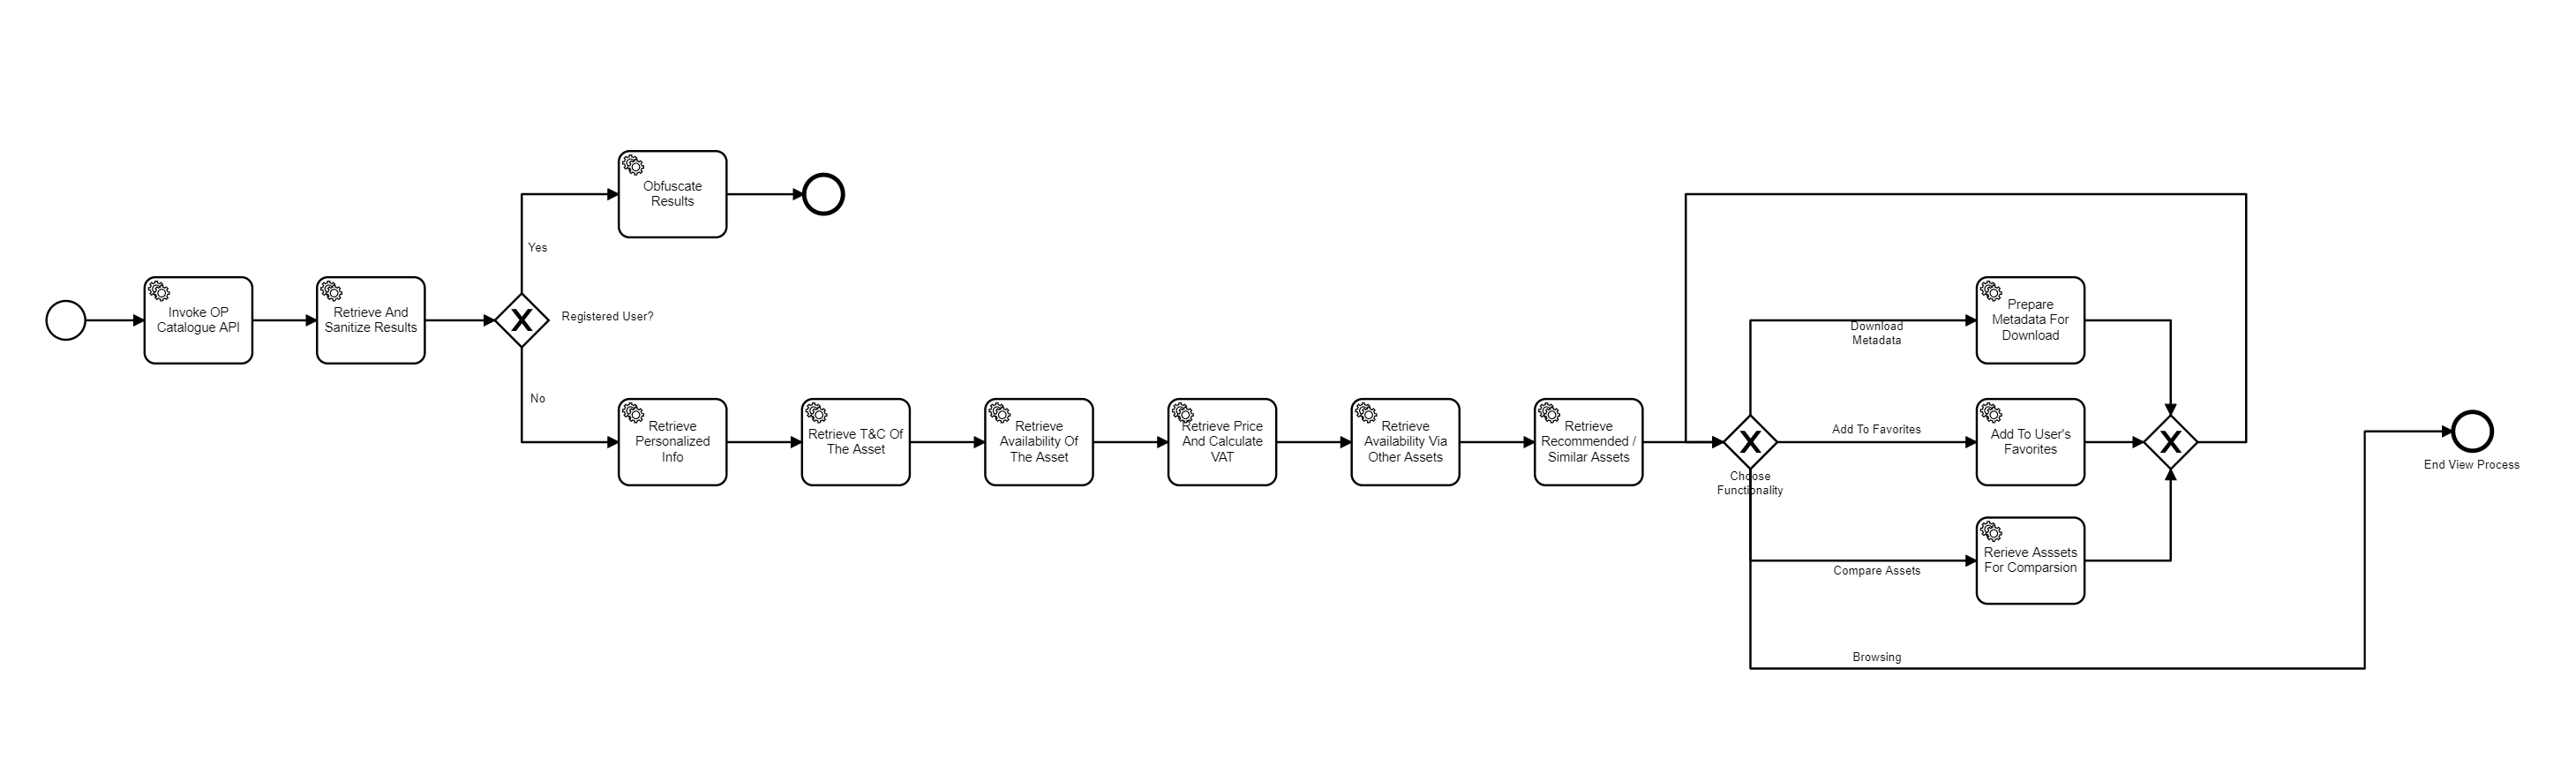 Obfuscate
Results
Yes
Invoke OP
Catalogue API
Retrieve And
Sanitize Results
Registered User?
No
Retrieve
Personalized
Info
Retrieve T&C Of
The Asset
Retrieve
Availability Of
The Asset
Retrieve Price
And Calculate
VAT
Retrieve
Availability Via
Other Assets
Retrieve
Recommended /
Similar Assets
Choose
Functionality
Download
Metadata
Prepare
Metadata For
Download
Add To Favorites
Add To User's
Favorites
Compare Assets
Rerieve Asssets
For Comparsion
Browsing
End View Process